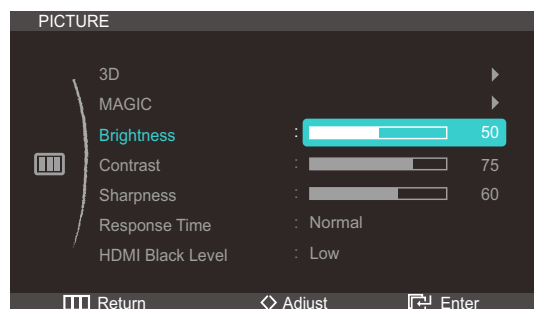 PICTURE
3D
MAGIC
Brightness : 50
Contrast : 75
Sharpness : 60
Response Time : Normal
HDMI Black Level : Low
Return Adjust Enter